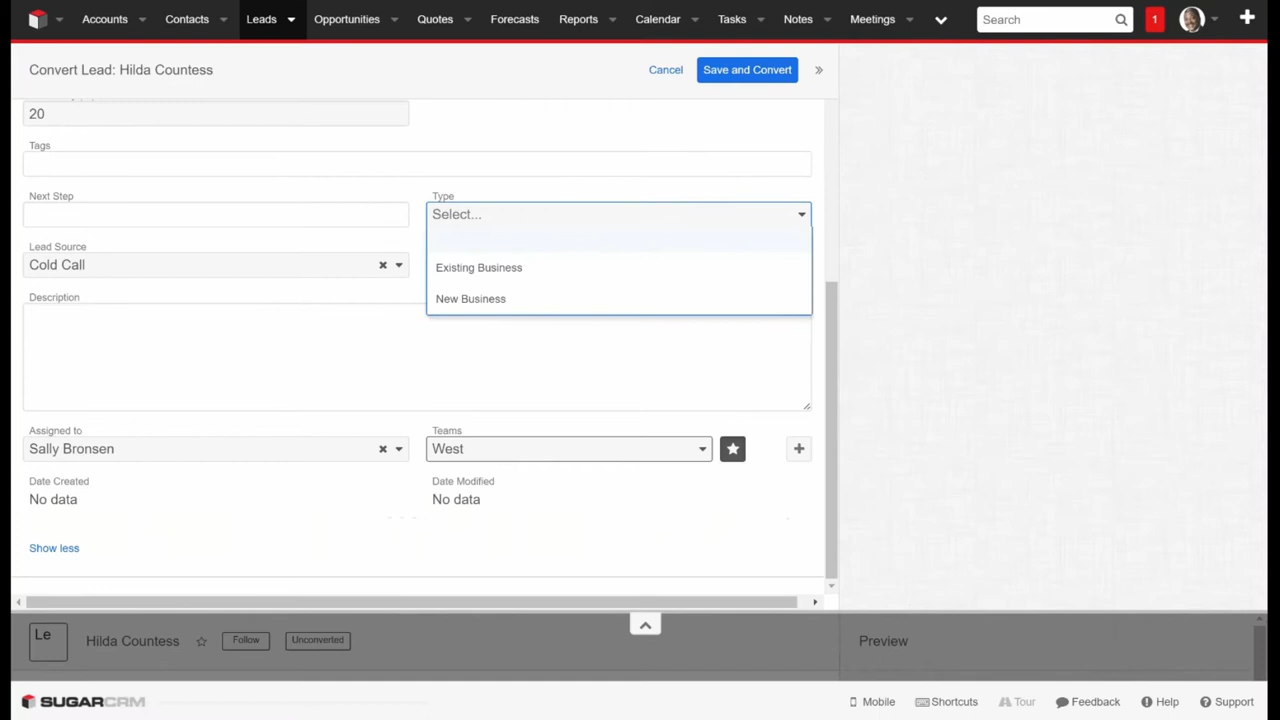 Accounts Contacts Leads Opportunities Quotes Forecasts Reports Calendar Tasks Notes Meetings Search 1
Convert Lead: Hilda Countess Cancel Save and Convert »
20
Tags
Next Step Type
Select...
Lead Source
Cold Call
Existing Business
New Business
Description
Assigned to Teams
Sally Bronsen West
Date Created Date Modified
No data No data
Show less
Le Hilda Countess Follow Unconverted Preview
SUGARCRM Mobile Shortcuts Tour Feedback Help Support